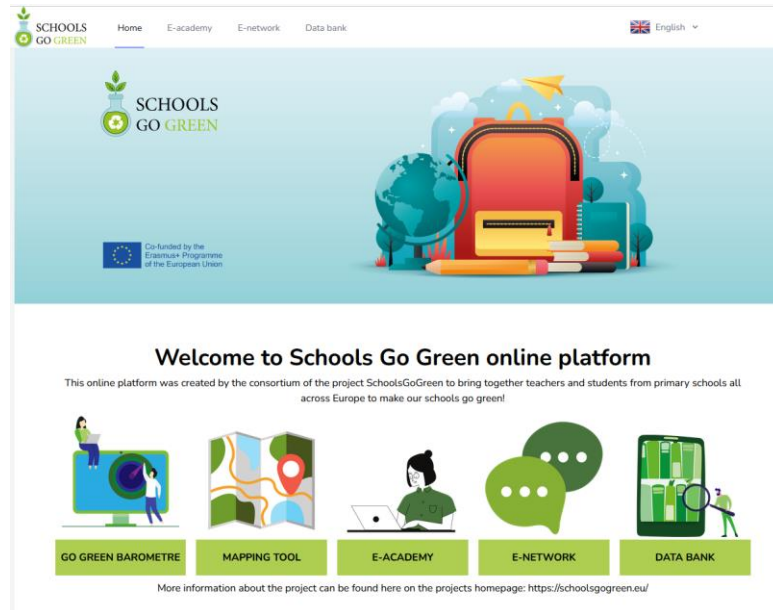 SCHOOLS
GO GREEN
Home
E-academy
E-network
Data bank
English
SCHOOLS
GO GREEN
Co-funded by the
Erasmus+ Programme
of the European Union
Welcome to Schools Go Green online platform
This online platform was created by the consortium of the project SchoolsGoGreen to bring together teachers and students from primary schools all
across Europe to make our schools go green!
GO GREEN BAROMETRE
MAPPING TOOL
E-ACADEMY
E-NETWORK
DATA BANK
More information about the project can be found here on the projects homepage: https://schoolsgogreen.eu/